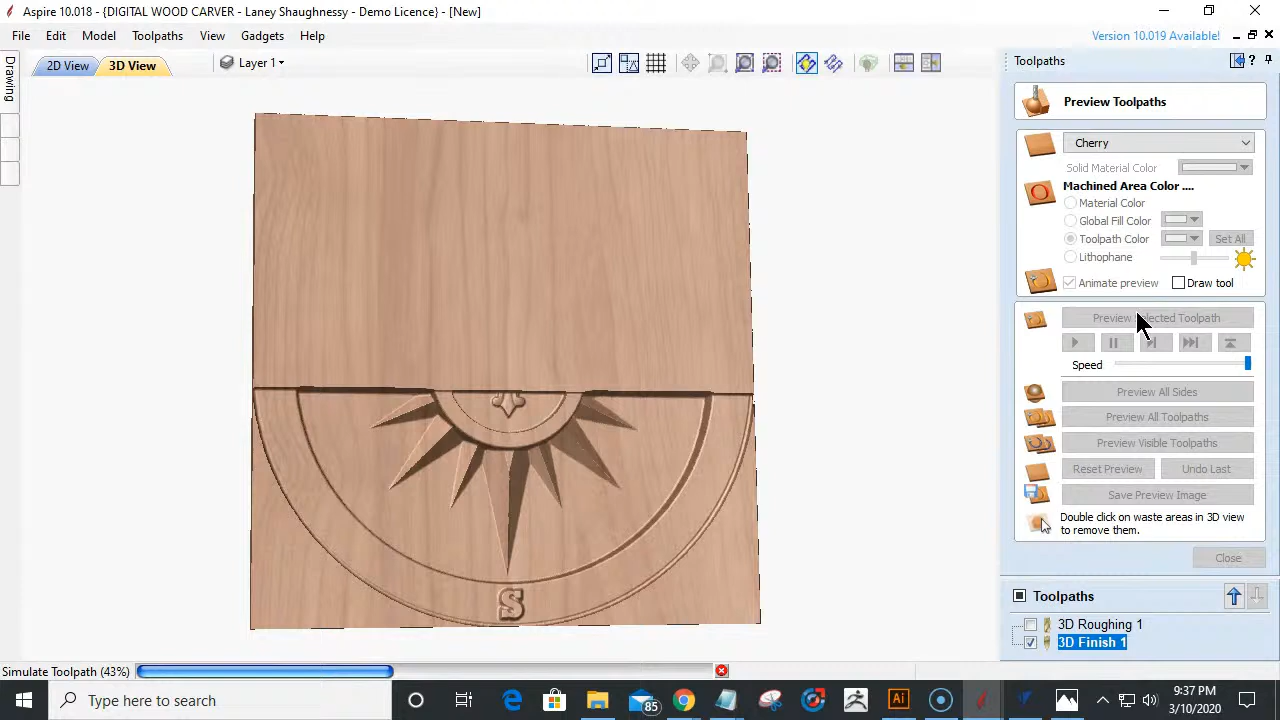 Aspire 10.018 - {DIGITAL WOOD CARVER - Laney Shaughnessy - Demo Licence} - [New]
File Edit Model Toolpaths View Gadgets Help
Version 10.019 Available!
Drawing
2D View
3D View
Layer 1
Toolpaths
Preview Toolpaths
Cherry
Solid Material Color
Machined Area Color ....
Material Color
Global Fill Color
Toolpath Color
Set All
Lithophane
Animate preview
Draw tool
Preview Selected Toolpath
Speed
Preview All Sides
Preview All Toolpaths
Preview Visible Toolpaths
Reset Preview
Undo Last
Save Preview Image
Double click on waste areas in 3D view
to remove them.
Close
Toolpaths
3D Roughing 1
3D Finish 1
S
Simulate Toolpath (43%)
Type here to search
85
Ai
9:37 PM
3/10/2020